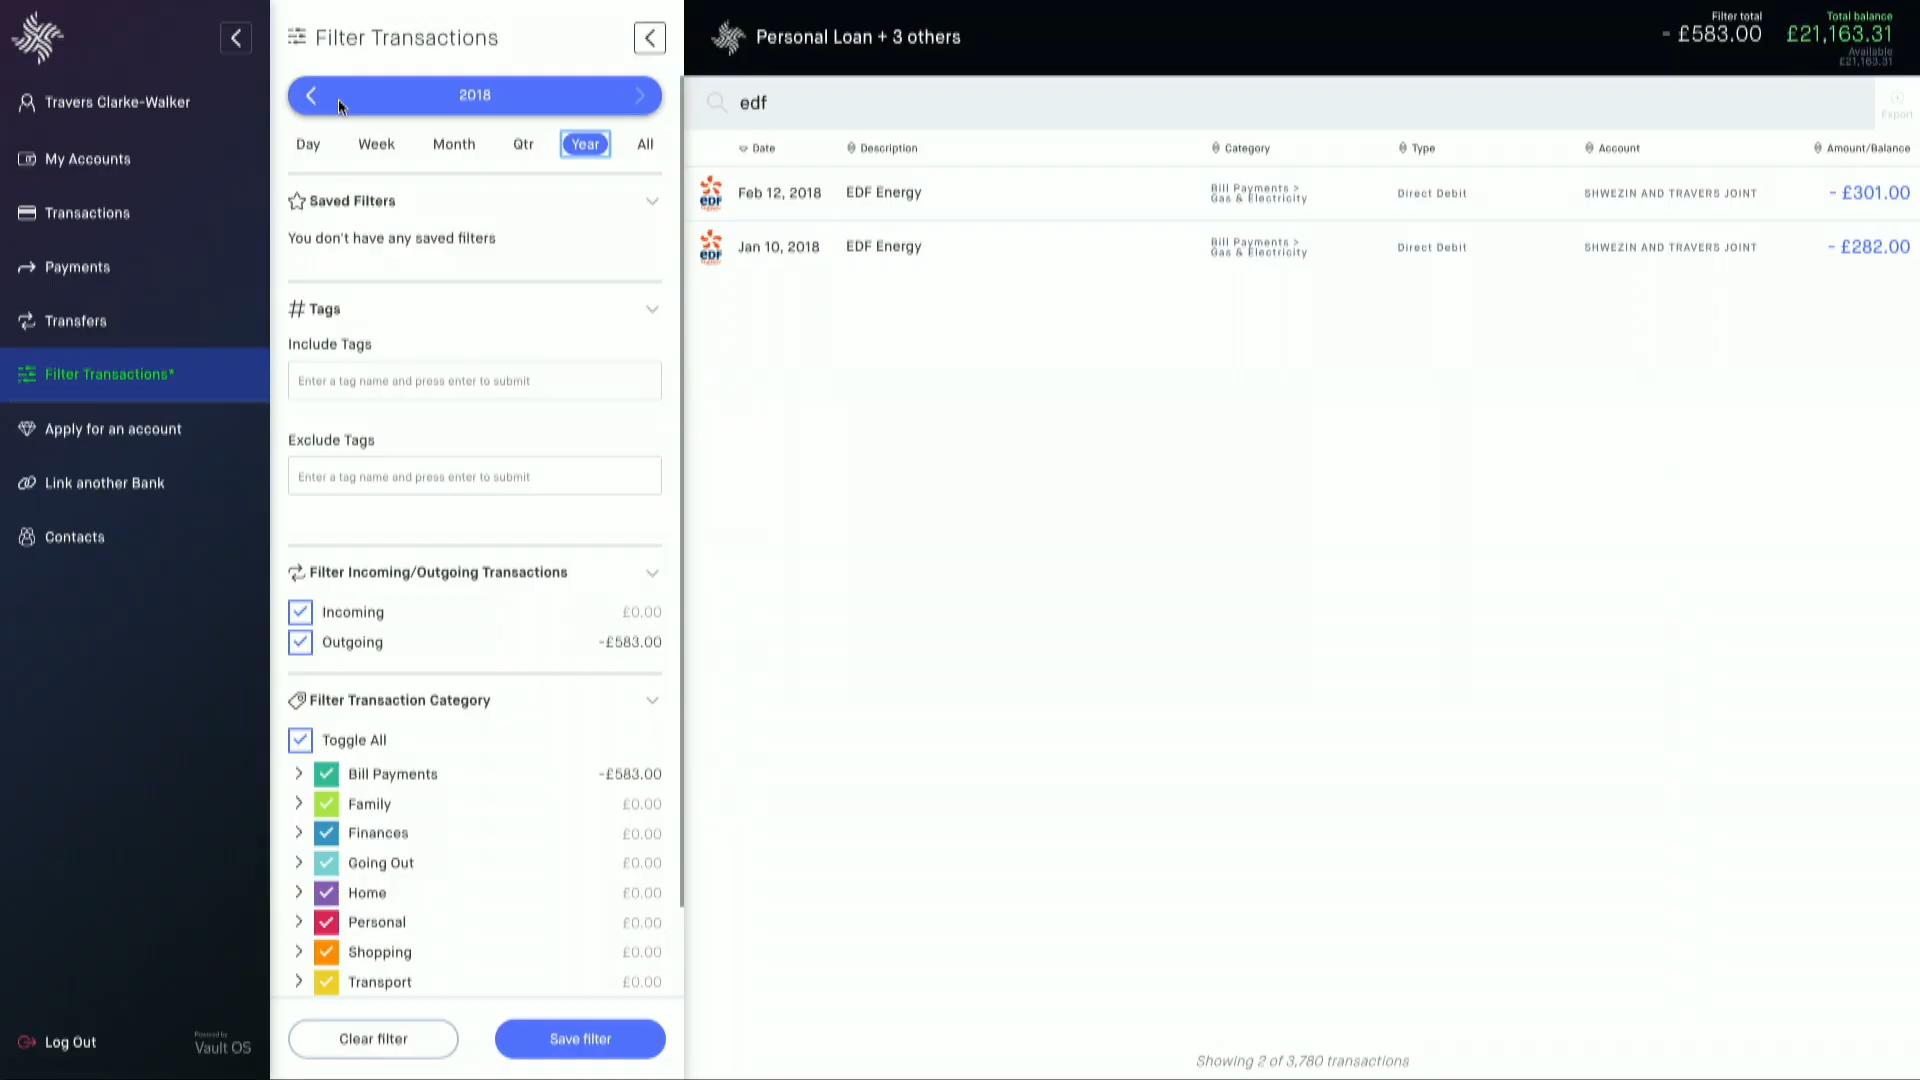 Filter Transactions
Personal Loan + 3 others
Filter total
- £583.00
Total balance
£21,163.31
Available
£21,163.31
Travers Clarke-Walker
My Accounts
Transactions
Payments
Transfers
Filter Transactions*
Apply for an account
Link another Bank
Contacts
Log Out
Powered by
Vault OS
2018
Day Week Month Qtr Year All
Saved Filters
You don't have any saved filters
Tags
Include Tags
Enter a tag name and press enter to submit
Exclude Tags
Enter a tag name and press enter to submit
Filter Incoming/Outgoing Transactions
Incoming £0.00
Outgoing -£583.00
Filter Transaction Category
Toggle All
Bill Payments -£583.00
Family £0.00
Finances £0.00
Going Out £0.00
Home £0.00
Personal £0.00
Shopping £0.00
Transport £0.00
Clear filter
Save filter
edf
Export
Date Description Category Type Account Amount/Balance
eDF
Feb 12, 2018 EDF Energy Bill Payments >
Gas & Electricity
Direct Debit SHWEZIN AND TRAVERS JOINT - £301.00
eDF
Jan 10, 2018 EDF Energy Bill Payments >
Gas & Electricity
Direct Debit SHWEZIN AND TRAVERS JOINT - £282.00
Showing 2 of 3,780 transactions